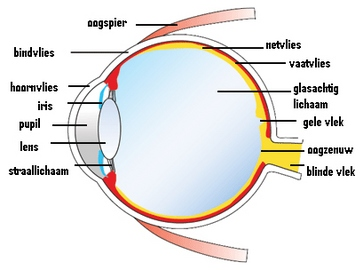 oogspier
bindvlies
netvlies
vaatvlies
hoornvlies
glasachtig
lichaam
iris
pupil
gele vlek
lens
oogzenuw
straallichaam
blinde vlek